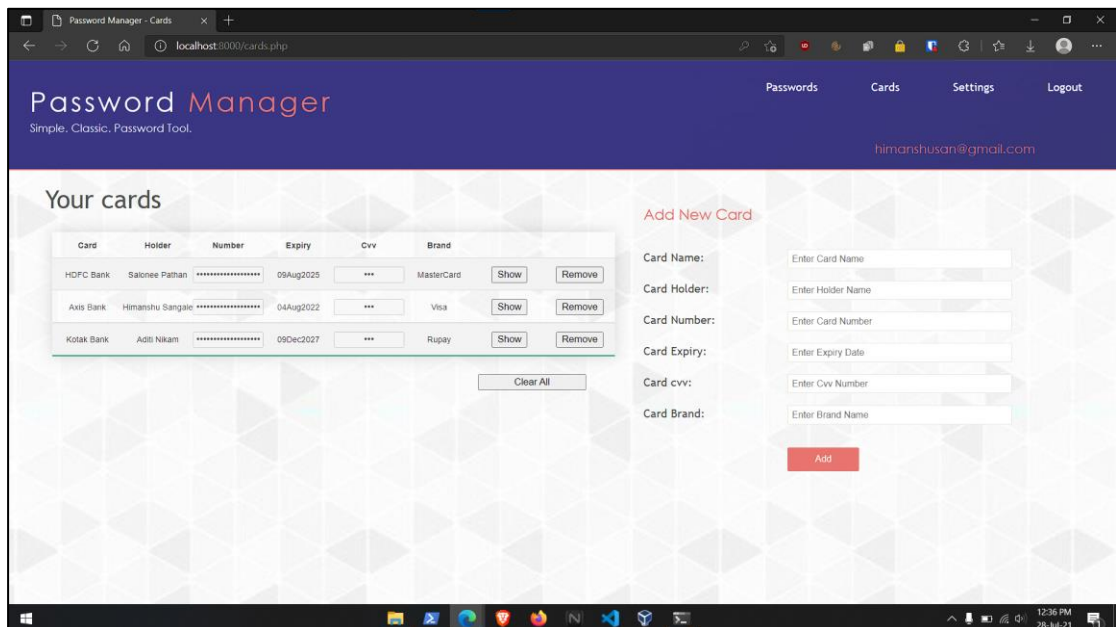 Password Manager - Cards
localhost:8000/cards.php
Password Manager
Simple. Classic. Password Tool.
Passwords Cards Settings Logout
himanshusan@gmail.com
Your cards
Card Holder Number Expiry Cvv Brand
HDFC Bank Salonee Pathan ******************* 09Aug2025 *** MasterCard Show Remove
Axis Bank Himanshu Sangale ******************* 04Aug2022 *** Visa Show Remove
Kotak Bank Aditi Nikam ******************* 09Dec2027 *** Rupay Show Remove
Clear All
Add New Card
Card Name: Enter Card Name
Card Holder: Enter Holder Name
Card Number: Enter Card Number
Card Expiry: Enter Expiry Date
Card cvv: Enter Cvv Number
Card Brand: Enter Brand Name
Add
12:36 PM
28-Jul-21